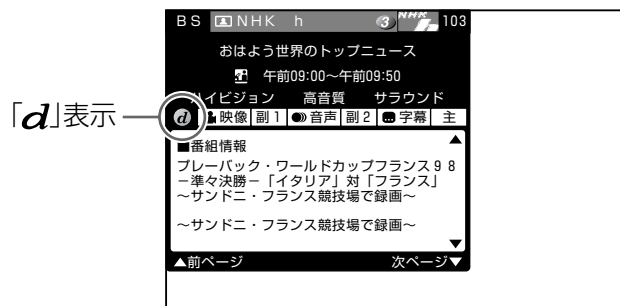 BS NHK h 3 NHK 103
おはよう世界のトップニュース
午前09:00～午前09:50
ハイビジョン 高音質 サラウンド
「d」表示
d 映像 副1 音声 副2 字幕 主
■番組情報 ▲
プレーバック・ワールドカップフランス98
－準々決勝－「イタリア」対「フランス」
～サンドニ・フランス競技場で録画～
～サンドニ・フランス競技場で録画～
▼
▲前ページ 次ページ▼